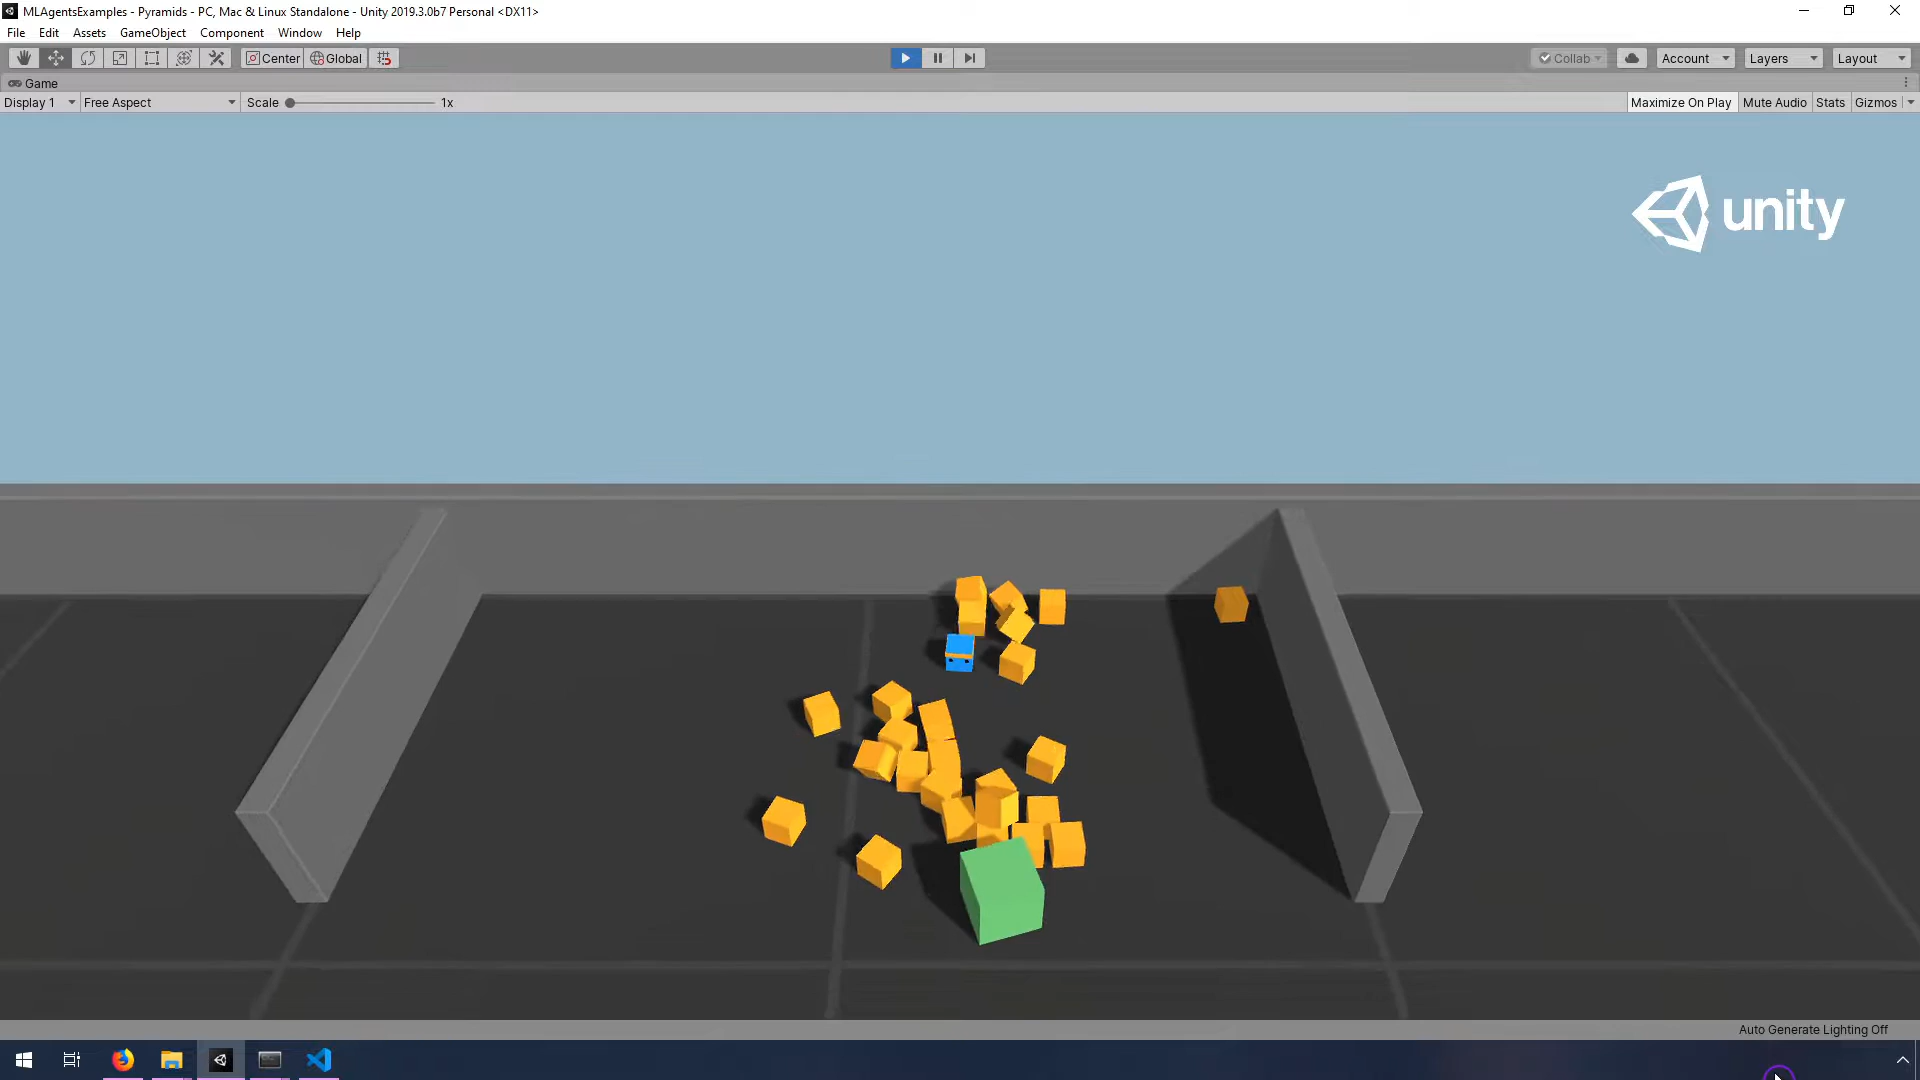 MLAgentsExamples - Pyramids - PC, Mac & Linux Standalone - Unity 2019.3.0b7 Personal <DX11>
File Edit Assets GameObject Component Window Help
Center Global Collab Account Layers Layout
Game
Display 1 Free Aspect Scale 1x Maximize On Play Mute Audio Stats Gizmos
unity
Auto Generate Lighting Off